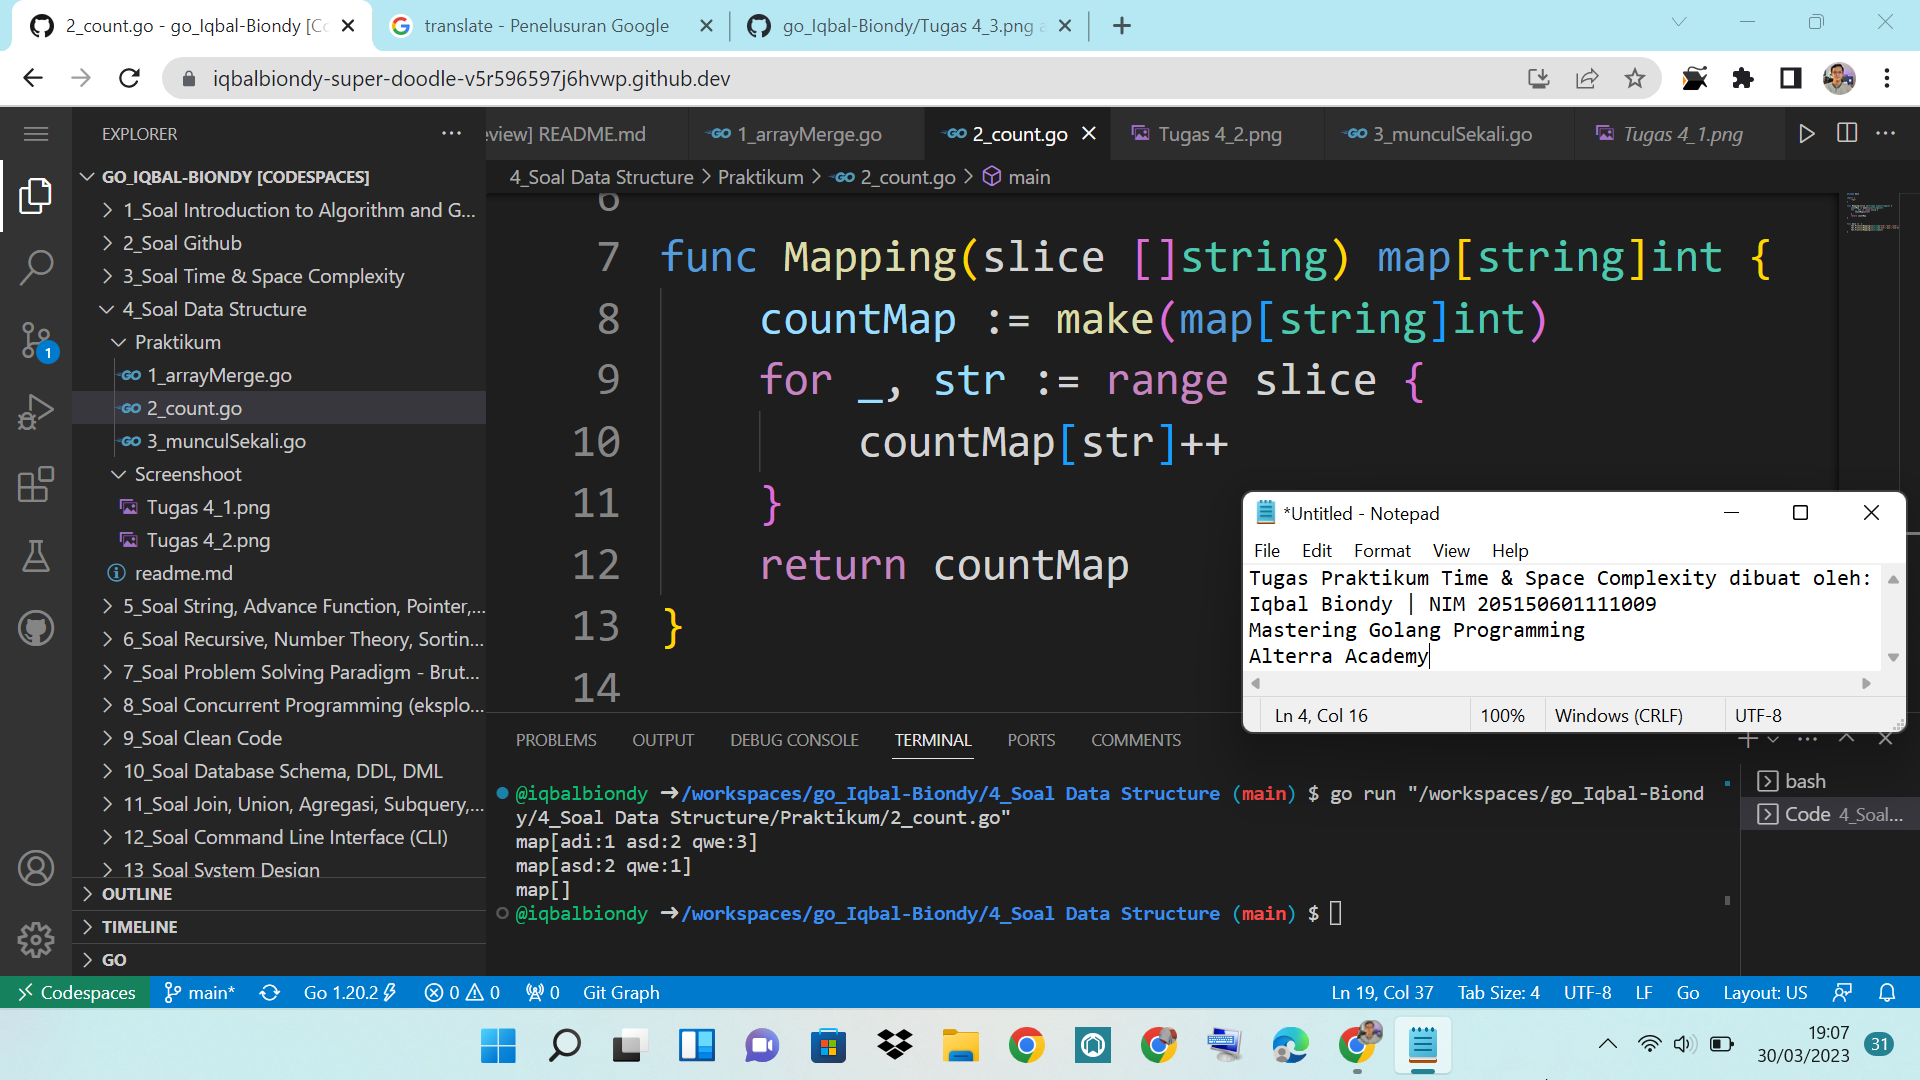 2_count.go - go_Iqbal-Biondy [Co
translate - Penelusuran Google
go_Iqbal-Biondy/Tugas 4_3.png a
iqbalbiondy-super-doodle-v5r596597j6hvwp.github.dev
EXPLORER
GO_IQBAL-BIONDY [CODESPACES]
1_Soal Introduction to Algorithm and G...
2_Soal Github
3_Soal Time & Space Complexity
4_Soal Data Structure
Praktikum
1_arrayMerge.go
2_count.go
3_munculSekali.go
Screenshoot
Tugas 4_1.png
Tugas 4_2.png
readme.md
5_Soal String, Advance Function, Pointer,...
6_Soal Recursive, Number Theory, Sortin...
7_Soal Problem Solving Paradigm - Brut...
8_Soal Concurrent Programming (eksplo...
9_Soal Clean Code
10_Soal Database Schema, DDL, DML
11_Soal Join, Union, Agregasi, Subquery,...
12_Soal Command Line Interface (CLI)
13_Soal System Design
OUTLINE
TIMELINE
GO
1
eview] README.md
GO 1_arrayMerge.go
GO 2_count.go
Tugas 4_2.png
GO 3_munculSekali.go
Tugas 4_1.png
4_Soal Data Structure > Praktikum > GO 2_count.go > main
6
7 func Mapping(slice []string) map[string]int {
8 countMap := make(map[string]int)
9 for _, str := range slice {
10 countMap[str]++
11 }
12 return countMap
13 }
14
*Untitled - Notepad
File Edit Format View Help
Tugas Praktikum Time & Space Complexity dibuat oleh:
Iqbal Biondy | NIM 205150601111009
Mastering Golang Programming
Alterra Academy
Ln 4, Col 16 100% Windows (CRLF) UTF-8
PROBLEMS OUTPUT DEBUG CONSOLE TERMINAL PORTS COMMENTS
@iqbalbiondy ➜/workspaces/go_Iqbal-Biondy/4_Soal Data Structure (main) $ go run "/workspaces/go_Iqbal-Biond
y/4_Soal Data Structure/Praktikum/2_count.go"
map[adi:1 asd:2 qwe:3]
map[asd:2 qwe:1]
map[]
@iqbalbiondy ➜/workspaces/go_Iqbal-Biondy/4_Soal Data Structure (main) $
bash
Code 4_Soal...
Codespaces main* Go 1.20.2 0 0 0 Git Graph
Ln 19, Col 37 Tab Size: 4 UTF-8 LF Go Layout: US
19:07
30/03/2023
31